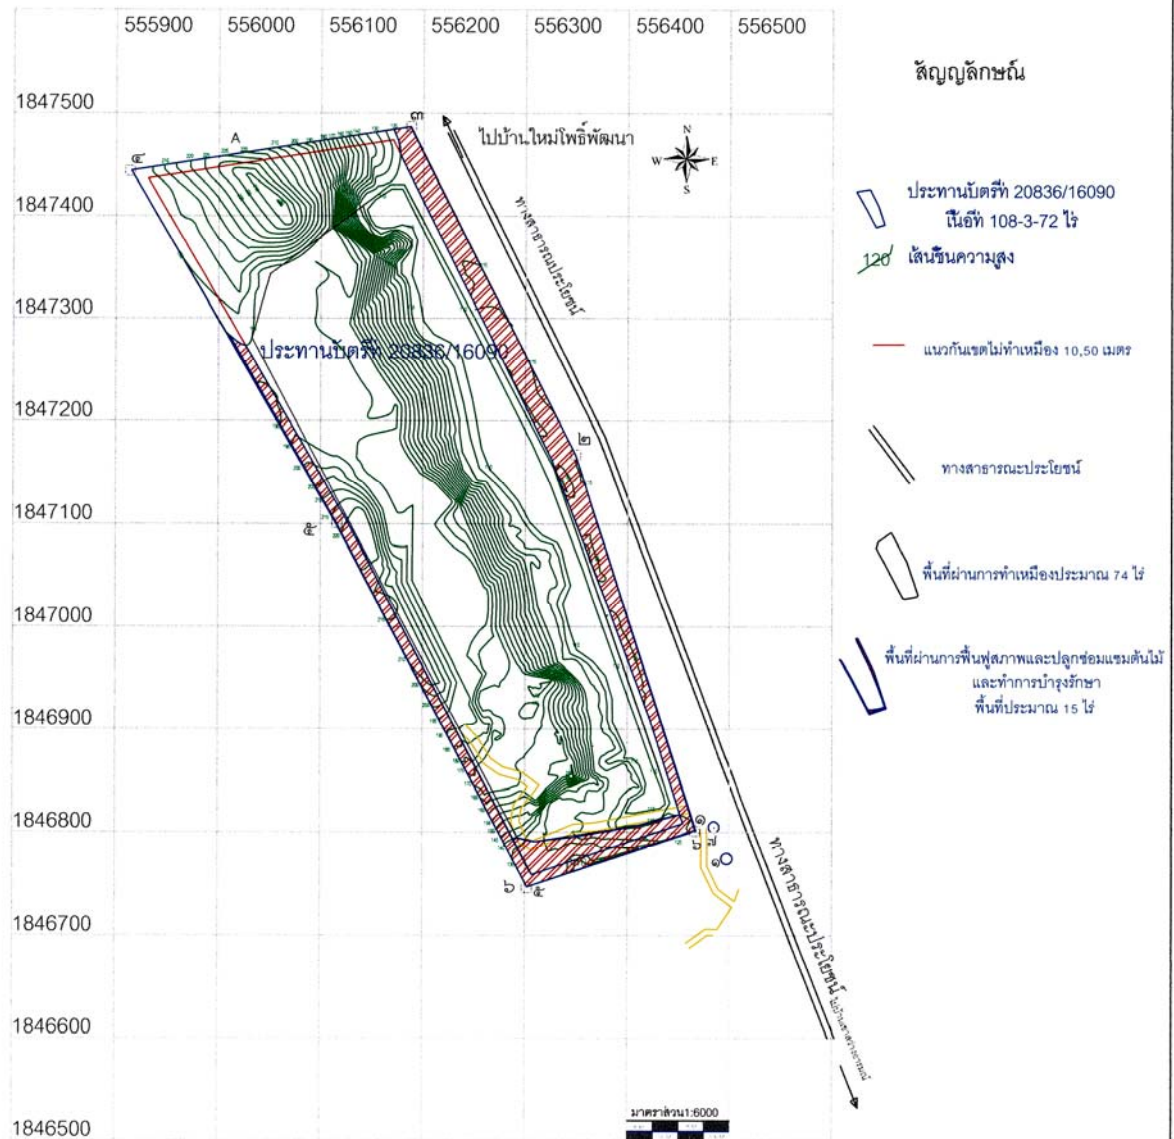 555900 556000 556100 556200 556300 556400 556500
สัญญลักษณ์
1847500
1847400
1847300
1847200
1847100
1847000
1846900
1846800
1846700
1846600
1846500
A
๓
๔
๒
ไปบ้านใหม่โพธิ์พัฒนา
N
W E
S
ทางสาธารณประโยชน์
ประทานบัตรที่ 20836/16090
ทางสาธารณะประโยชน์
มาตราส่วน1:6000
ประทานบัตรที่ 20836/16090
เนื้อที่ 108-3-72 ไร่
120 เส้นชั้นความสูง
แนวกันเขตไม่ทำเหมือง 10,50 เมตร
ทางสาธารณะประโยชน์
พื้นที่ผ่านการทำเหมืองประมาณ 74 ไร่
พื้นที่ผ่านการฟื้นฟูสภาพและปลูกซ่อมแซมต้นไม้
และทำการบำรุงรักษา
พื้นที่ประมาณ 15 ไร่